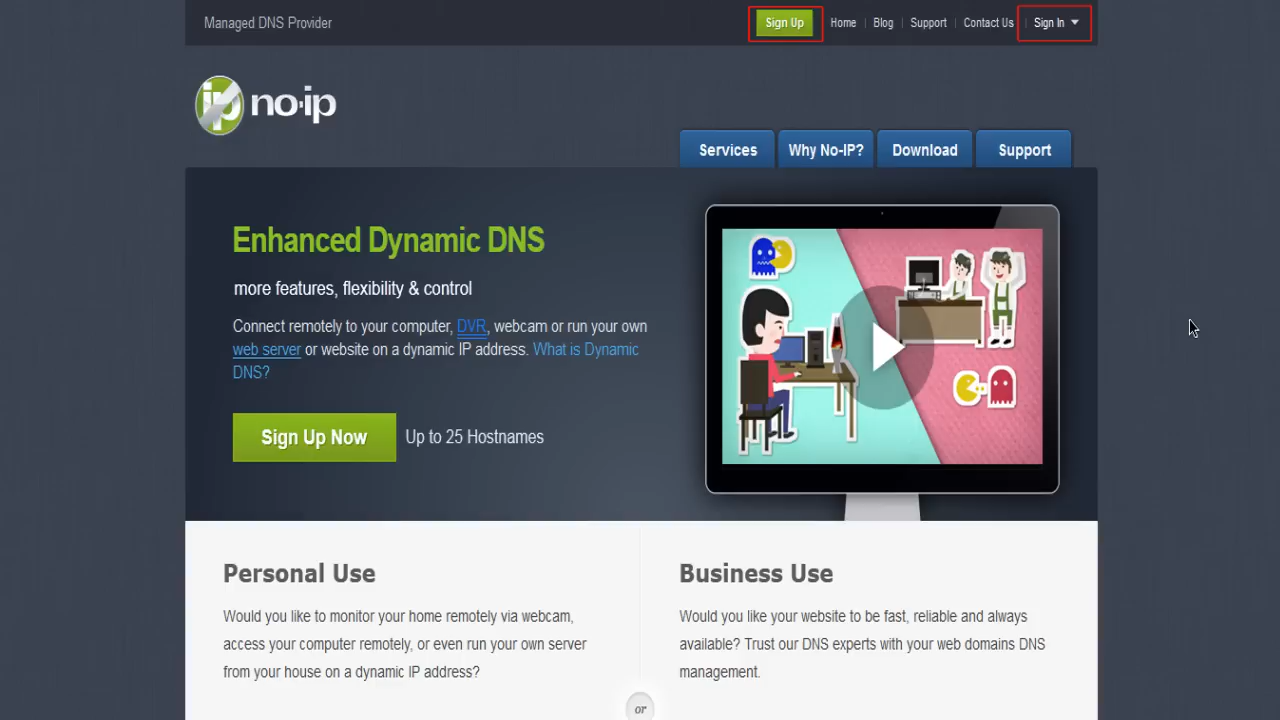 Managed DNS Provider
Sign Up
Home
Blog
Support
Contact Us
Sign In
ip no·ip
Services
Why No-IP?
Download
Support
Enhanced Dynamic DNS
more features, flexibility & control
Connect remotely to your computer, DVR, webcam or run your own
web server or website on a dynamic IP address. What is Dynamic
DNS?
Sign Up Now
Up to 25 Hostnames
Personal Use
Would you like to monitor your home remotely via webcam,
access your computer remotely, or even run your own server
from your house on a dynamic IP address?
or
Business Use
Would you like your website to be fast, reliable and always
available? Trust our DNS experts with your web domains DNS
management.